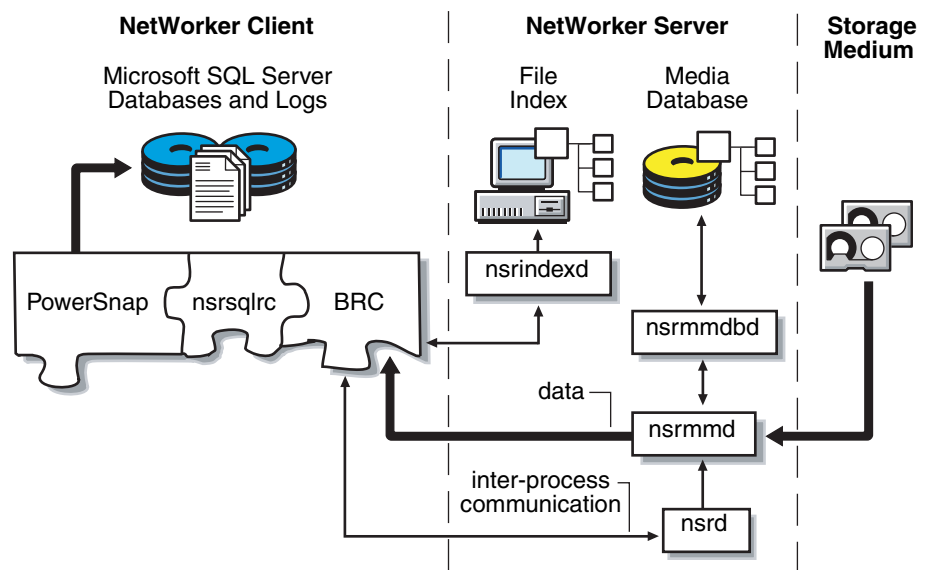 NetWorker Client
NetWorker Server
Storage
Medium
Microsoft SQL Server
Databases and Logs
File
Index
Media
Database
PowerSnap
nsrsqlrc
BRC
nsrindexd
nsrmmdbd
data
nsrmmd
inter-process
communication
nsrd